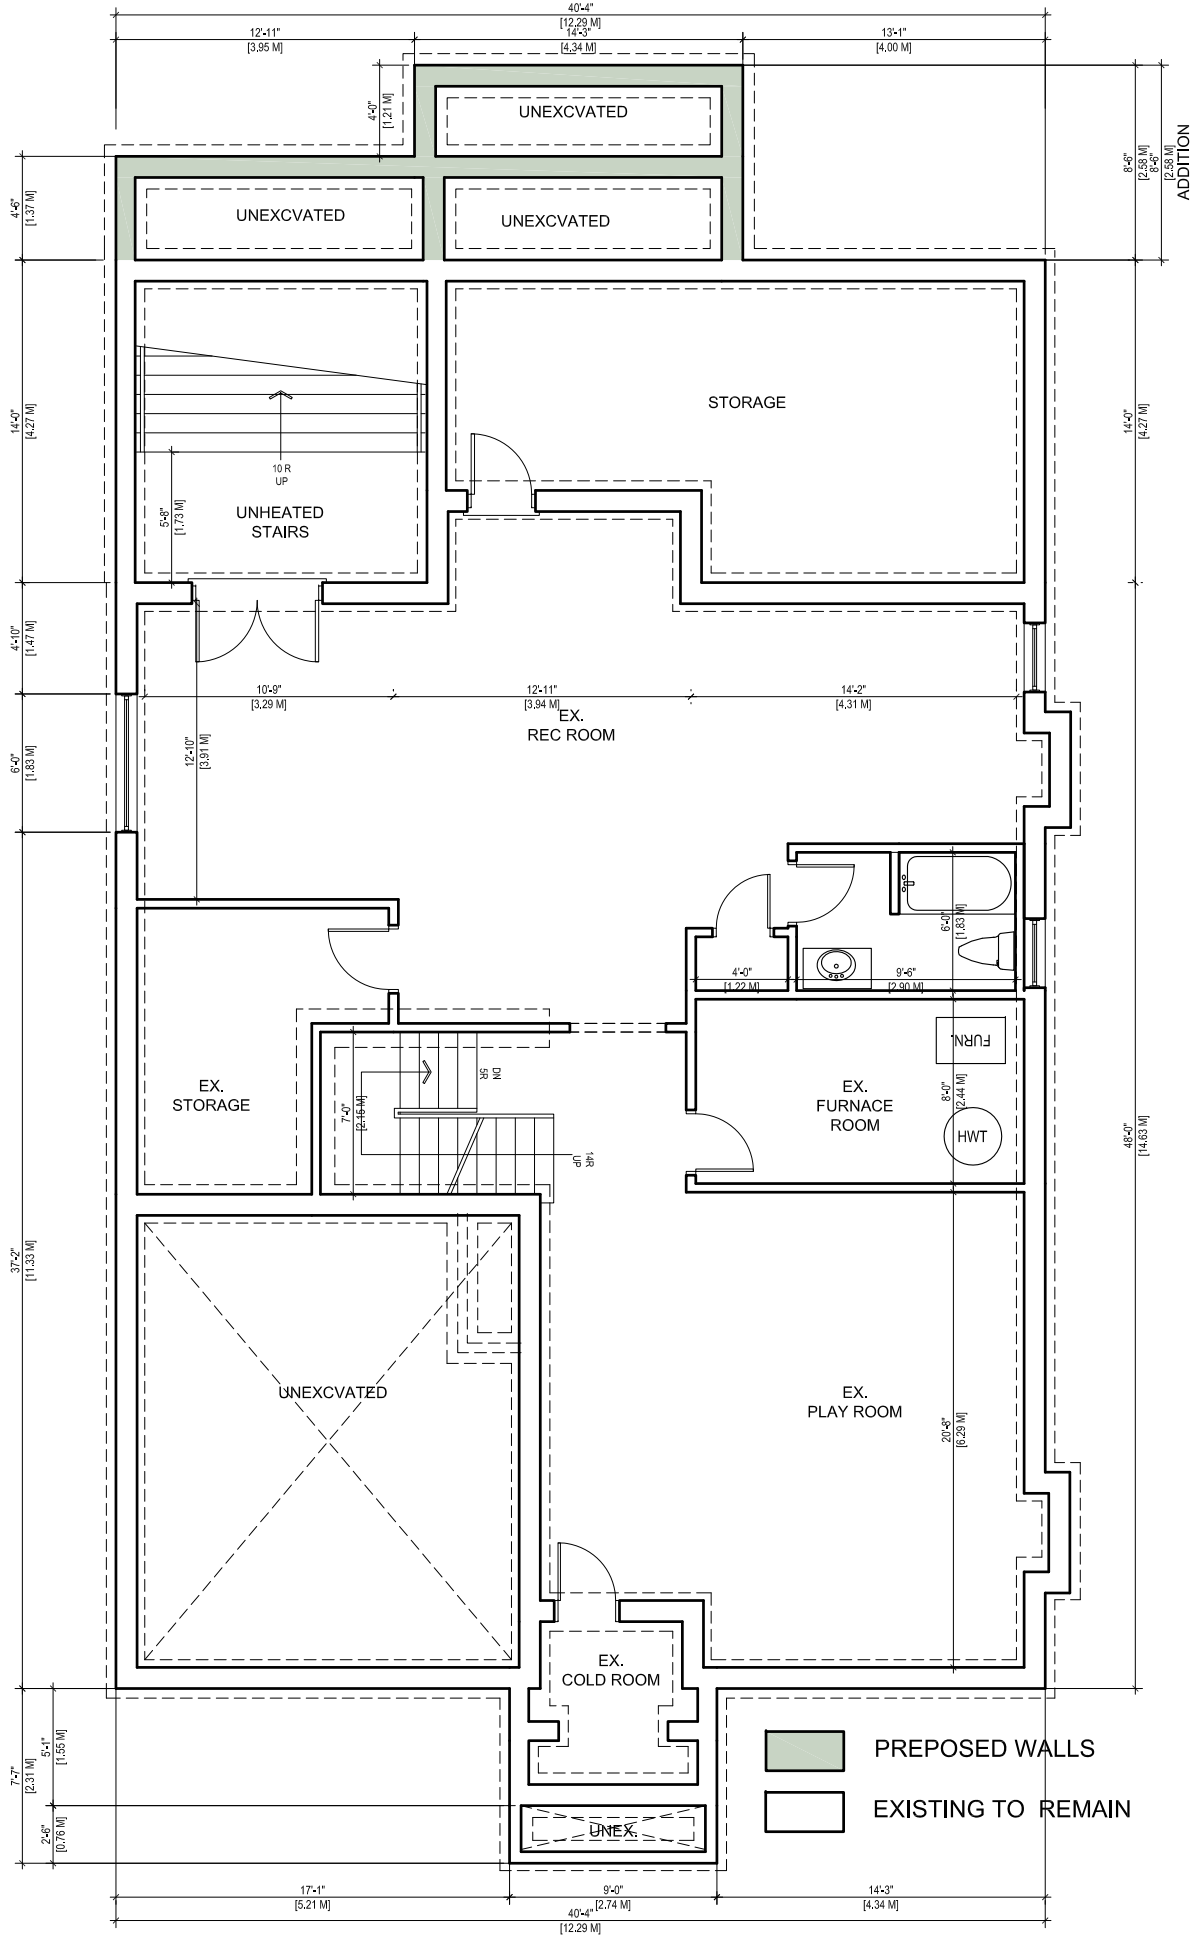 40'-4"
[12.29 M]
12'-11"
[3.95 M]
14'-3"
[4.34 M]
13'-1"
[4.00 M]
4'-0"
[1.21 M]
UNEXCVATED
8'-6"
[2.58 M]
8'-6"
[2.58 M]
ADDITION
4'-6"
[1.37 M]
UNEXCVATED
UNEXCVATED
14'-0"
[4.27 M]
STORAGE
14'-0"
[4.27 M]
10 R
UP
5'-8"
[1.73 M]
UNHEATED
STAIRS
4'-10"
[1.47 M]
10'-9"
[3.29 M]
12'-11"
[3.94 M]
14'-2"
[4.31 M]
EX.
REC ROOM
6'-0"
[1.83 M]
12'-10"
[3.91 M]
6'-0"
[1.83 M]
4'-0"
[1.22 M]
9'-6"
[2.90 M]
FURN.
EX.
STORAGE
DN
5R
7'-0"
[2.15 M]
14R
UP
EX.
FURNACE
ROOM
8'-0"
[2.44 M]
HWT
48'-0"
[14.63 M]
37'-2"
[11.33 M]
UNEXCVATED
EX.
PLAY ROOM
20'-8"
[6.29 M]
EX.
COLD ROOM
5'-1"
[1.55 M]
7'-7"
[2.31 M]
2'-6"
[0.76 M]
UNEX.
PREPOSED WALLS
EXISTING TO REMAIN
17'-1"
[5.21 M]
9'-0"
[2.74 M]
14'-3"
[4.34 M]
40'-4"
[12.29 M]